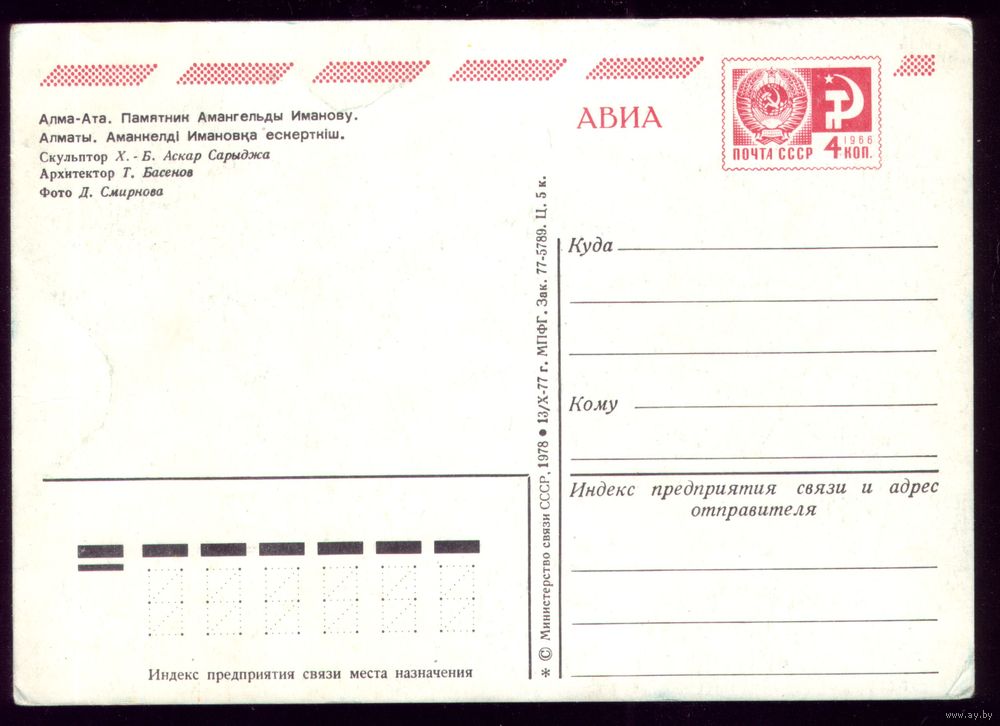 Алма-Ата. Памятник Амангельды Иманову.
Алматы. Аманкелді Имановқа ескерткіш.
Скульптор Х. - Б. Аскар Сарыджа
Архитектор Т. Басенов
Фото Д. Смирнова
АВИА
ПОЧТА СССР 4 КОП.
1966
Куда
Кому
Индекс предприятия связи и адрес
отправителя
* © Министерство связи СССР, 1978 ● 13/X-77 г. МПФГ. Зак. 77-5789. Ц. 5 к.
Индекс предприятия связи места назначения
www.ay.by